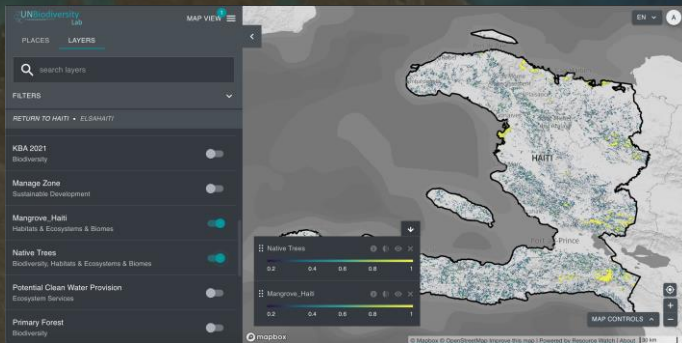 UNBiodiversity
Lab
MAP VIEW
PLACES LAYERS
search layers
FILTERS
RETURN TO HAITI • ELSAHAITI
KBA 2021
Biodiversity
Manage Zone
Sustainable Development
Mangrove_Haiti
Habitats & Ecosystems & Biomes
Native Trees
Biodiversity, Habitats & Ecosystems & Biomes
Potential Clean Water Provision
Ecosystem Services
Primary Forest
Biodiversity
EN
A
HAITI
Native Trees
0.2 0.4 0.6 0.8 1
Mangrove_Haiti
0.2 0.4 0.6 0.8 1
mapbox
MAP CONTROLS
© Mapbox © OpenStreetMap Improve this map | Powered by Resource Watch | About